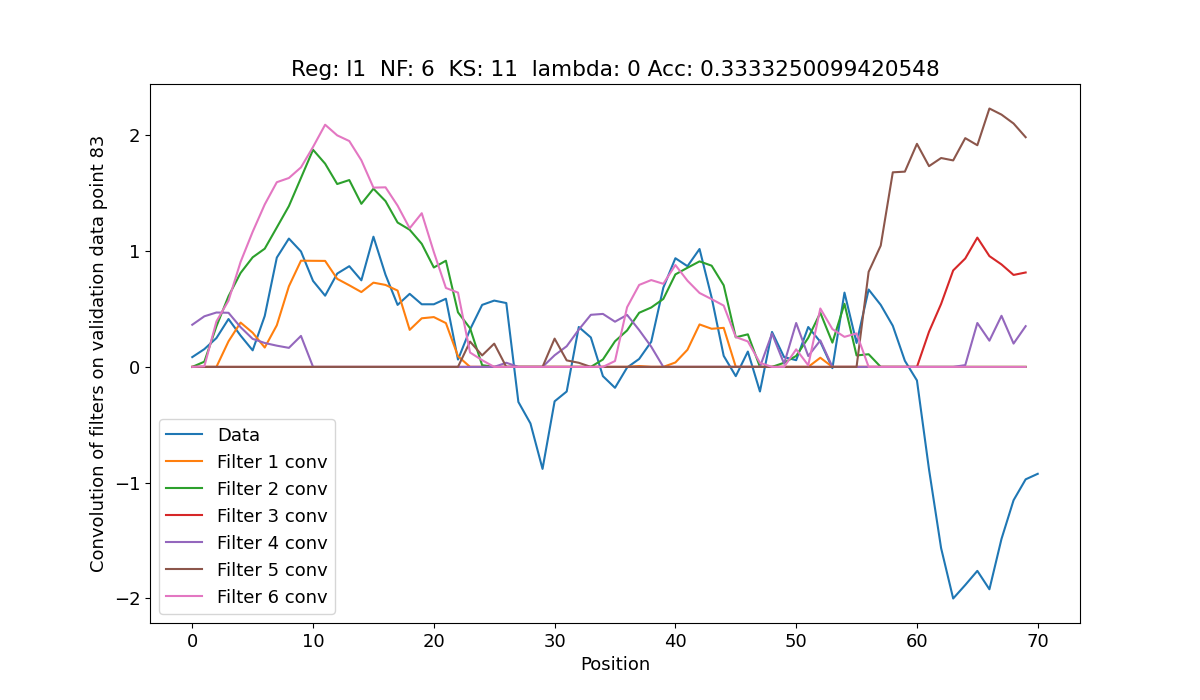 Reg: l1  NF: 6  KS: 11  lambda: 0 Acc: 0.3333250099420548
Convolution of filters on validation data point 83
2
1
0
−1
−2
Data
Filter 1 conv
Filter 2 conv
Filter 3 conv
Filter 4 conv
Filter 5 conv
Filter 6 conv
0 10 20 30 40 50 60 70
Position